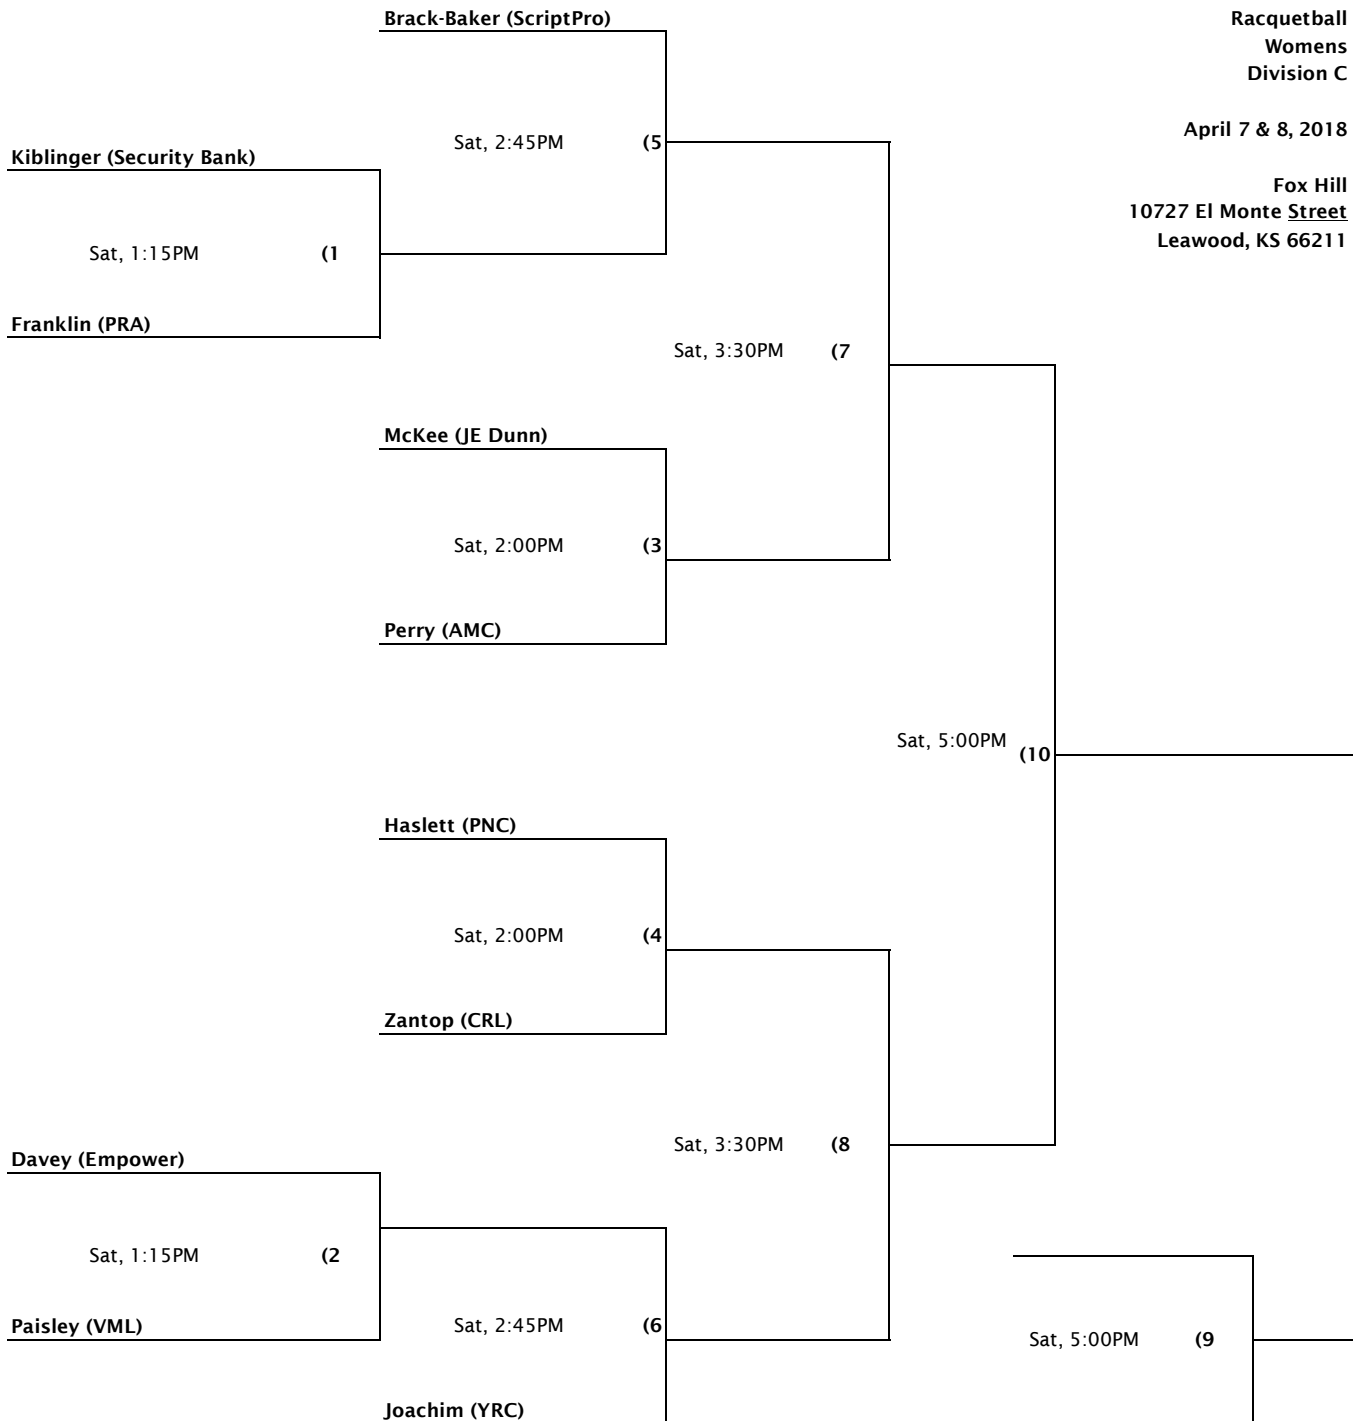 Brack-Baker (ScriptPro)
Racquetball
Womens
Division C
April 7 & 8, 2018
Fox Hill
10727 El Monte Street
Leawood, KS 66211
Sat, 2:45PM (5
Kiblinger (Security Bank)
Sat, 1:15PM (1
Franklin (PRA)
Sat, 3:30PM (7
McKee (JE Dunn)
Sat, 2:00PM (3
Perry (AMC)
Sat, 5:00PM (10
Haslett (PNC)
Sat, 2:00PM (4
Zantop (CRL)
Sat, 3:30PM (8
Davey (Empower)
Sat, 1:15PM (2
Paisley (VML)
Sat, 2:45PM (6
Sat, 5:00PM (9
Joachim (YRC)